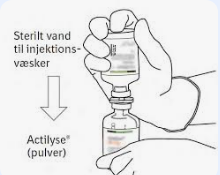 Sterilt vand
til injektions-
væsker
Actilyse®
(pulver)